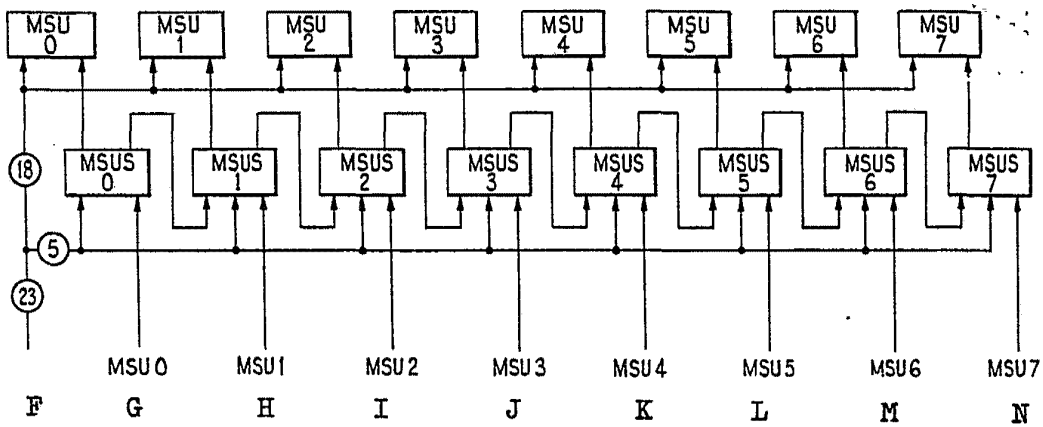 MSU MSU MSU MSU MSU MSU MSU MSU
0 1 2 3 4 5 6 7
18 MSUS MSUS MSUS MSUS MSUS MSUS MSUS MSUS
0 1 2 3 4 5 6 7
5
23
MSU0 MSU1 MSU2 MSU3 MSU4 MSU5 MSU6 MSU7
F G H I J K L M N